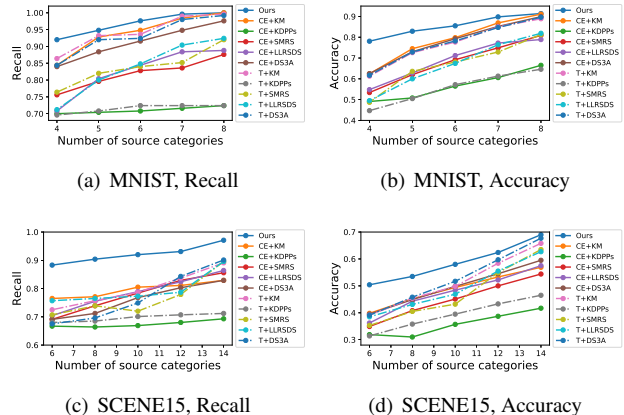 1.00
0.95
0.90
0.85
0.80
0.75
0.70
Recall
4 5 6 7 8
Number of source categories
Ours
CE+KM
CE+KDPPs
CE+SMRS
CE+LLRSDS
CE+DS3A
T+KM
T+KDPPs
T+SMRS
T+LLRSDS
T+DS3A
(a) MNIST, Recall
0.9
0.8
0.7
0.6
0.5
0.4
Accuracy
4 5 6 7 8
Number of source categories
Ours
CE+KM
CE+KDPPs
CE+SMRS
CE+LLRSDS
CE+DS3A
T+KM
T+KDPPs
T+SMRS
T+LLRSDS
T+DS3A
(b) MNIST, Accuracy
1.0
0.9
0.8
0.7
0.6
Recall
6 7 8 9 10 11 12 13 14
Number of source categories
Ours
CE+KM
CE+KDPPs
CE+SMRS
CE+LLRSDS
CE+DS3A
T+KM
T+KDPPs
T+SMRS
T+LLRSDS
T+DS3A
(c) SCENE15, Recall
0.7
0.6
0.5
0.4
0.3
Accuracy
6 7 8 9 10 11 12 13 14
Number of source categories
Ours
CE+KM
CE+KDPPs
CE+SMRS
CE+LLRSDS
CE+DS3A
T+KM
T+KDPPs
T+SMRS
T+LLRSDS
T+DS3A
(d) SCENE15, Accuracy